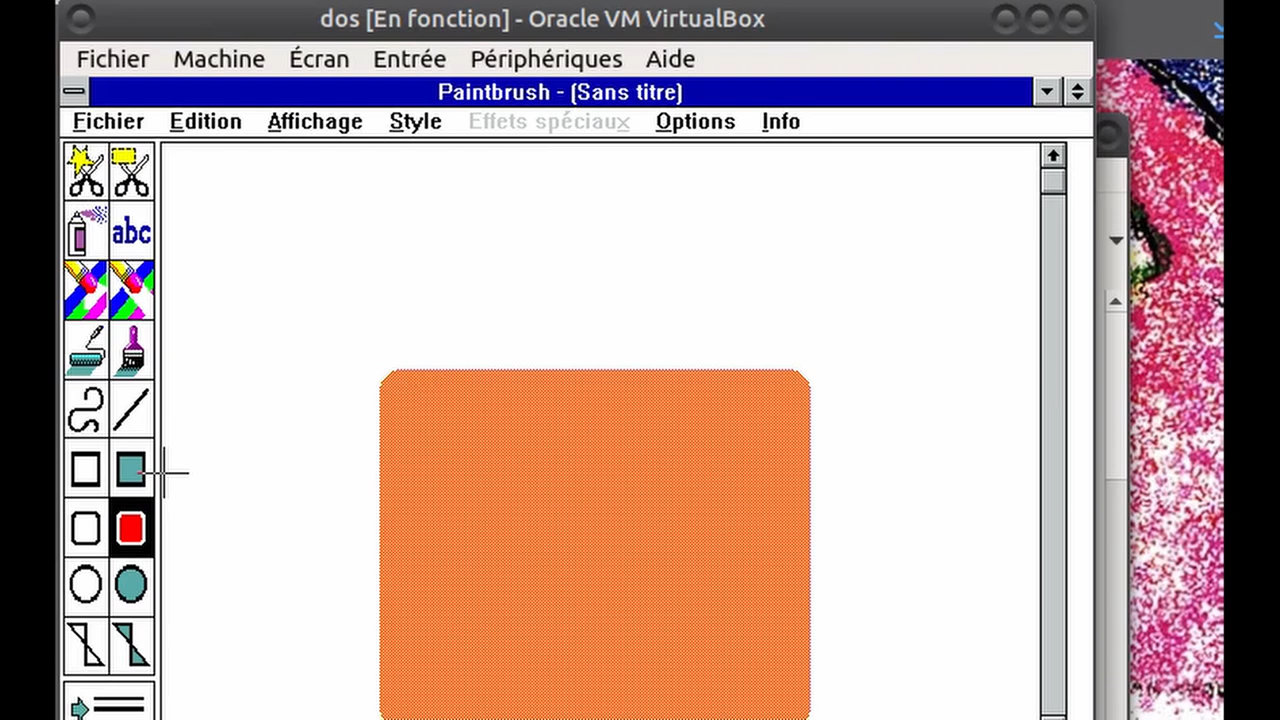 dos [En fonction] - Oracle VM VirtualBox
Fichier Machine Écran Entrée Périphériques Aide
Paintbrush - (Sans titre)
Fichier Edition Affichage Style Effets spéciaux Options Info
abc